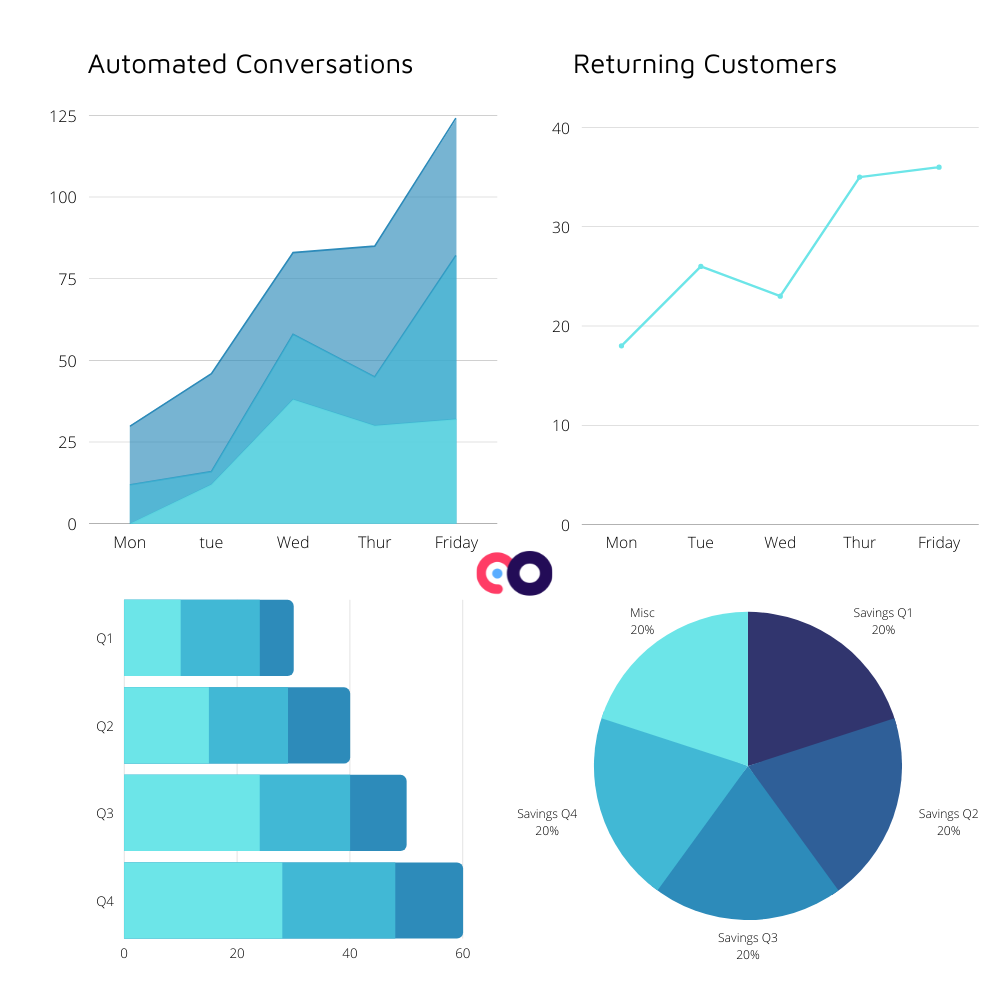 Automated Conversations
125
100
75
50
25
0
Mon tue Wed Thur Friday
Returning Customers
40
30
20
10
0
Mon Tue Wed Thur Friday
Q1
Q2
Q3
Q4
0 20 40 60
Misc
20%
Savings Q1
20%
Savings Q4
20%
Savings Q2
20%
Savings Q3
20%